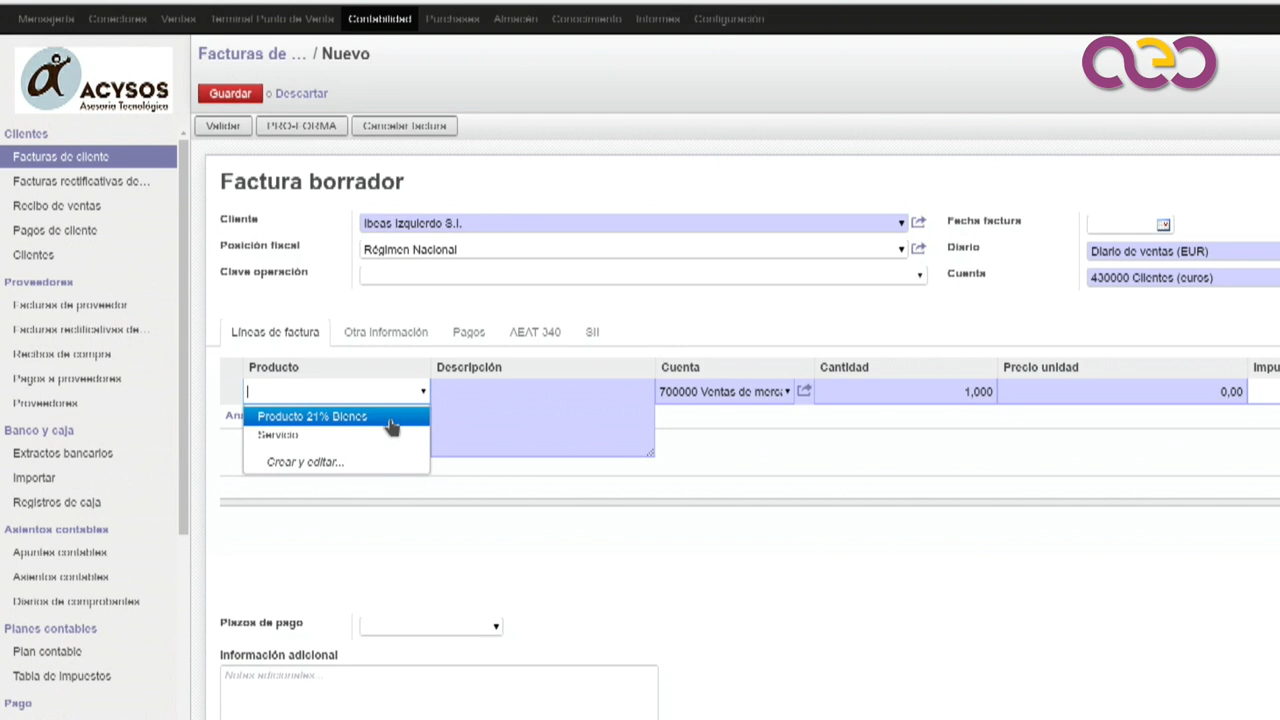 Mensajería Conectores Ventas Terminal Punto de Venta Contabilidad Purchases Almacén Conocimiento Informes Configuración
ACYSOS
Asesoría Tecnológica
aec
Facturas de ... / Nuevo
Guardar o Descartar
Validar PRO-FORMA Cancelar factura
Clientes
Facturas de cliente
Facturas rectificativas de...
Recibo de ventas
Pagos de cliente
Clientes
Proveedores
Facturas de proveedor
Facturas rectificativas de...
Recibos de compra
Pagos a proveedores
Proveedores
Banco y caja
Extractos bancarios
Importar
Registros de caja
Asientos contables
Apuntes contables
Asientos contables
Diarios de comprobantes
Planes contables
Plan contable
Tabla de impuestos
Pago
Factura borrador
Cliente Ibeas Izquierdo S.l. Fecha factura
Posición fiscal Régimen Nacional Diario Diario de ventas (EUR)
Clave operación Cuenta 430000 Clientes (euros)
Líneas de factura Otra información Pagos AEAT 340 SII
Producto Descripción Cuenta Cantidad Precio unidad Impu
700000 Ventas de merca 1,000 0,00
Producto 21% Bienes
Servicio
Crear y editar...
Plazos de pago
Información adicional
Notas adicionales...